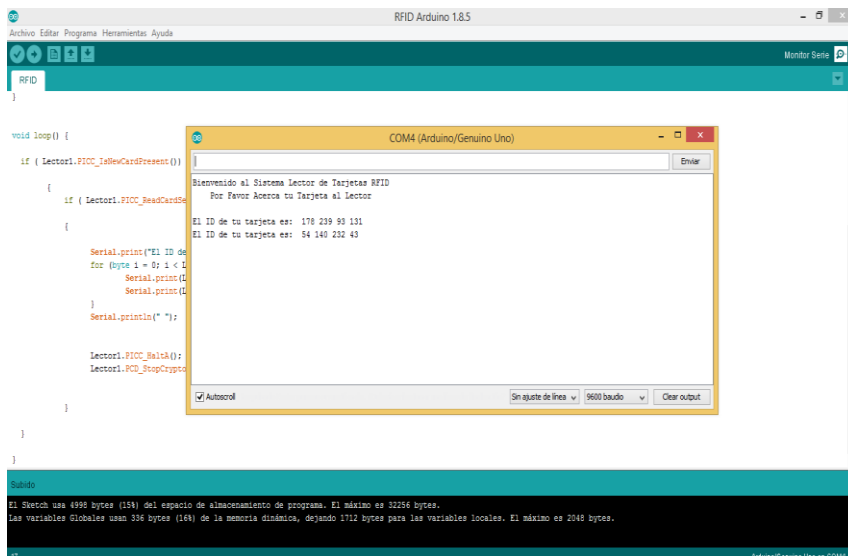 RFID Arduino 1.8.5
Archivo Editar Programa Herramientas Ayuda
Monitor Serie
RFID
}
void loop() {
if ( Lector1.PICC_IsNewCardPresent())
{
if ( Lector1.PICC_ReadCardSe
{
Serial.print("El ID de
for (byte i = 0; i < L
Serial.print(L
Serial.print(L
}
Serial.println(" ");
Lector1.PICC_HaltA();
Lector1.PCD_StopCrypto
}
}
}
COM4 (Arduino/Genuino Uno)
Enviar
Bienvenido al Sistema Lector de Tarjetas RFID
Por Favor Acerca tu Tarjeta al Lector
El ID de tu tarjeta es: 178 239 93 131
El ID de tu tarjeta es: 54 140 232 43
Autoscroll
Sin ajuste de línea
9600 baudio
Clear output
Subido
El Sketch usa 4998 bytes (15%) del espacio de almacenamiento de programa. El máximo es 32256 bytes.
Las variables Globales usan 336 bytes (16%) de la memoria dinámica, dejando 1712 bytes para las variables locales. El máximo es 2048 bytes.